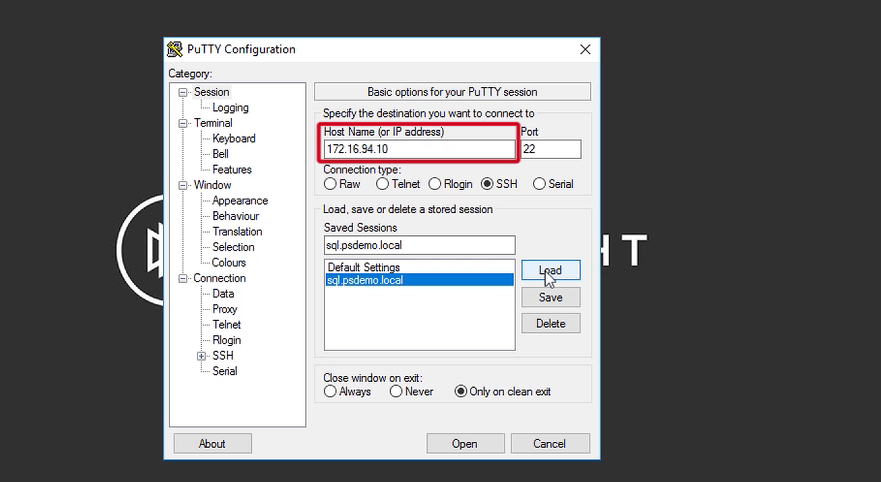 PuTTY Configuration
Category:
Session
Logging
Terminal
Keyboard
Bell
Features
Window
Appearance
Behaviour
Translation
Selection
Colours
Connection
Data
Proxy
Telnet
Rlogin
SSH
Serial
Basic options for your PuTTY session
Specify the destination you want to connect to
Host Name (or IP address) Port
172.16.94.10 22
Connection type:
Raw Telnet Rlogin SSH Serial
Load, save or delete a stored session
Saved Sessions
sql.psdemo.local
Default Settings
sql.psdemo.local
Load
Save
Delete
Close window on exit:
Always Never Only on clean exit
About Open Cancel
HT